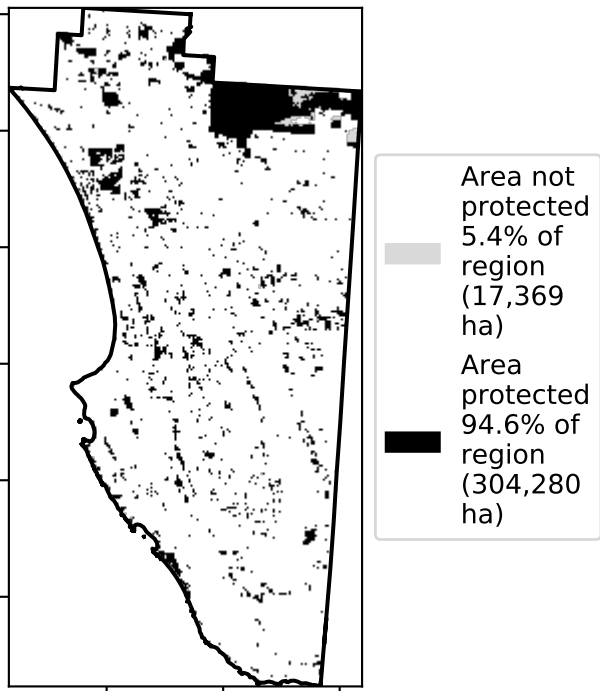 Area not
protected
5.4% of
region
(17,369
ha)
Area
protected
94.6% of
region
(304,280
ha)